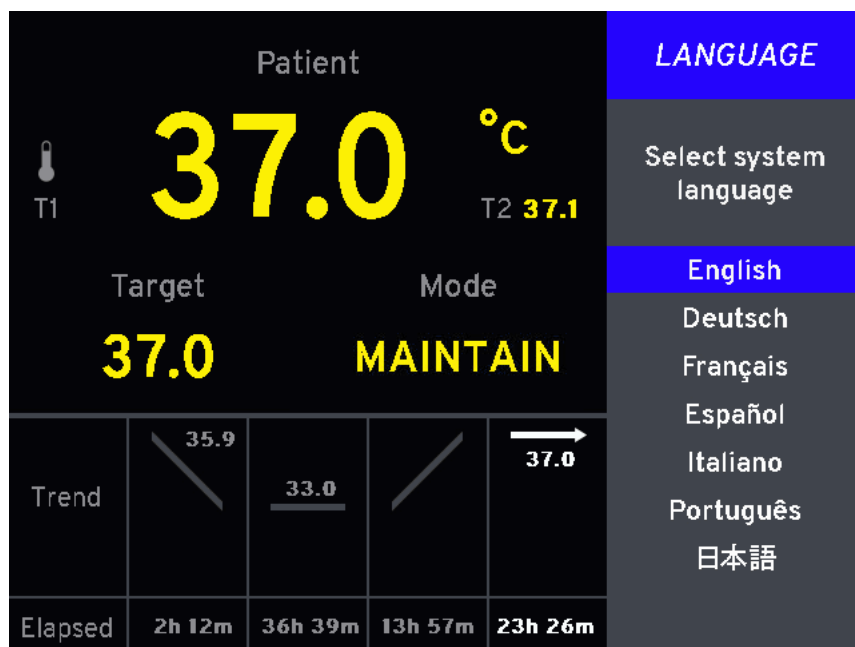 Patient
37.0 °C
T1
T2 37.1
Target
Mode
37.0
MAINTAIN
Trend
35.9
33.0
37.0
Elapsed
2h 12m
36h 39m
13h 57m
23h 26m
LANGUAGE
Select system
language
English
Deutsch
Français
Español
Italiano
Português
日本語